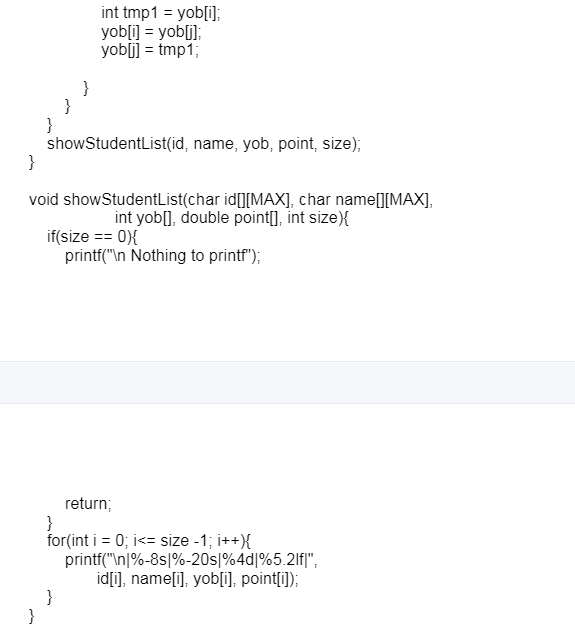 int tmp1 = yob[i];
yob[i] = yob[j];
yob[j] = tmp1;
}
}
}
showStudentList(id, name, yob, point, size);
}
void showStudentList(char id[][MAX], char name[][MAX],
int yob[], double point[], int size){
if(size == 0){
printf("\n Nothing to printf");
return;
}
for(int i = 0; i<= size -1; i++){
printf("\n|%-8s|%-20s|%4d|%5.2lf|",
id[i], name[i], yob[i], point[i]);
}
}